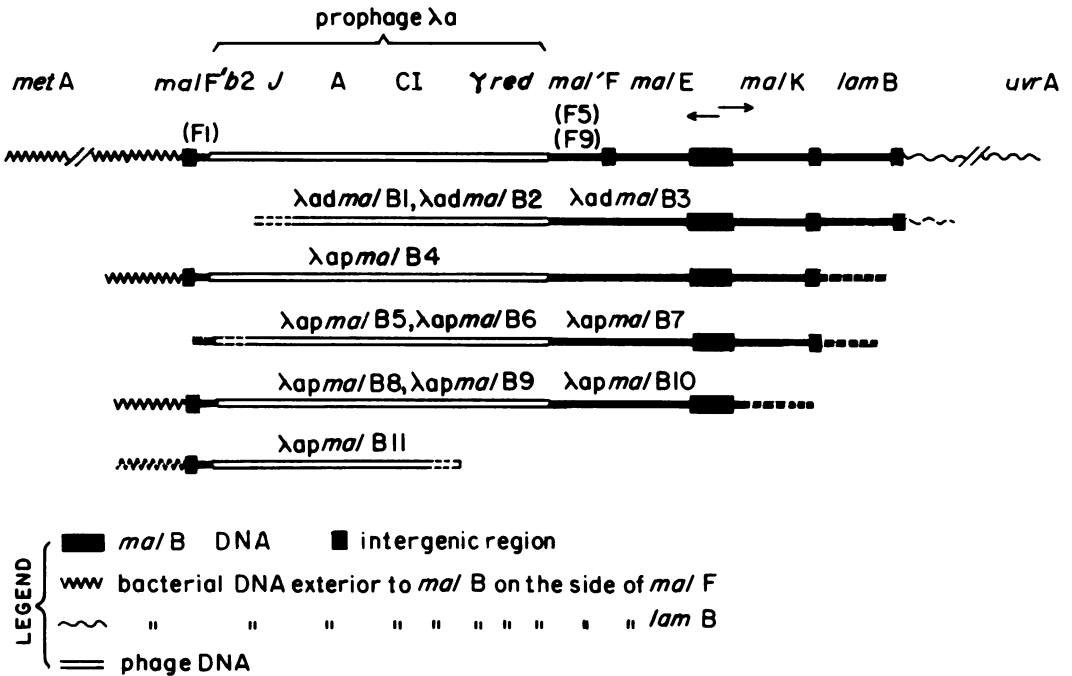 prophage λa
metA malF'b2 J A CI γred mal'F malE malK lamB uvrA
(F1) (F5)
(F9)
λadmalB1, λadmalB2 λadmalB3
λapmalB4
λapmalB5, λapmalB6 λapmalB7
λapmalB8, λapmalB9 λapmalB10
λapmalB11
LEGEND
malB DNA intergenic region
bacterial DNA exterior to malB on the side of malF
" " " " " " " " " " lamB
phage DNA